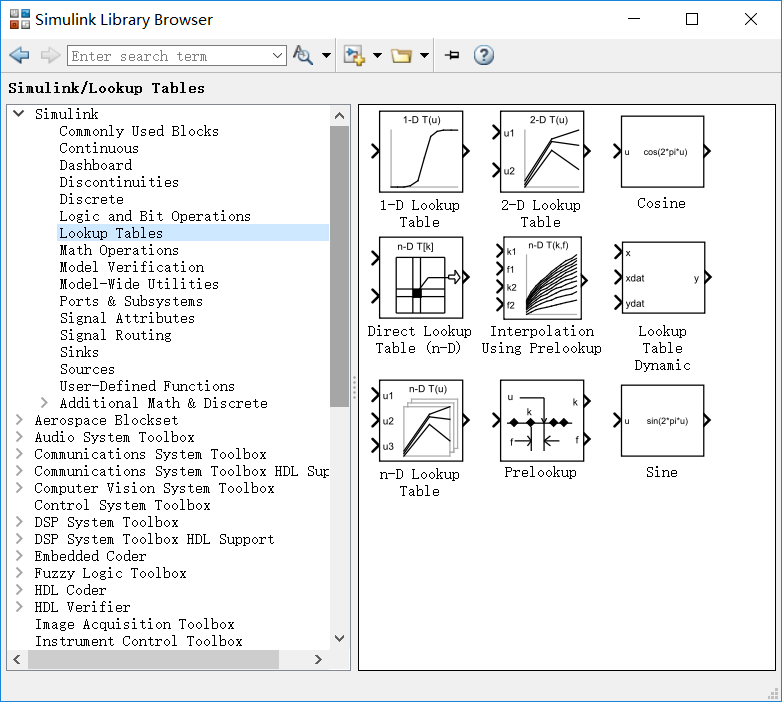 Simulink Library Browser
Enter search term
Simulink/Lookup Tables
Simulink
Commonly Used Blocks
Continuous
Dashboard
Discontinuities
Discrete
Logic and Bit Operations
Lookup Tables
Math Operations
Model Verification
Model-Wide Utilities
Ports & Subsystems
Signal Attributes
Signal Routing
Sinks
Sources
User-Defined Functions
Additional Math & Discrete
Aerospace Blockset
Audio System Toolbox
Communications System Toolbox
Communications System Toolbox HDL Sup
Computer Vision System Toolbox
Control System Toolbox
DSP System Toolbox
DSP System Toolbox HDL Support
Embedded Coder
Fuzzy Logic Toolbox
HDL Coder
HDL Verifier
Image Acquisition Toolbox
Instrument Control Toolbox
1-D T(u)
1-D Lookup
Table
2-D T(u)
u1
u2
2-D Lookup
Table
u cos(2*pi*u)
Cosine
n-D T[k]
Direct Lookup
Table (n-D)
n-D T(k,f)
k1
f1
k2
f2
Interpolation
Using Prelookup
x
xdat y
ydat
Lookup
Table
Dynamic
n-D T(u)
u1
u2
u3
n-D Lookup
Table
u
k
k
f
f
Prelookup
u sin(2*pi*u)
Sine